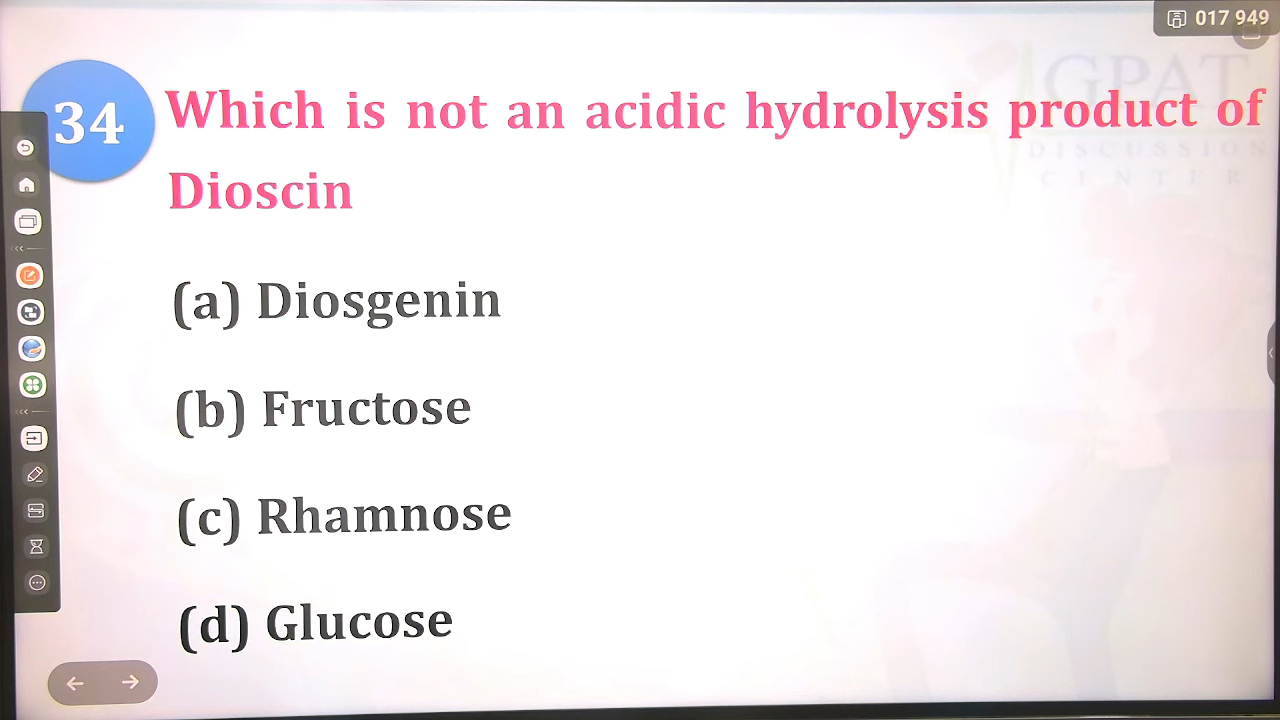 017 949
GPAT
DISCUSSION
CENTER
34
Which is not an acidic hydrolysis product of
Dioscin
(a) Diosgenin
(b) Fructose
(c) Rhamnose
(d) Glucose